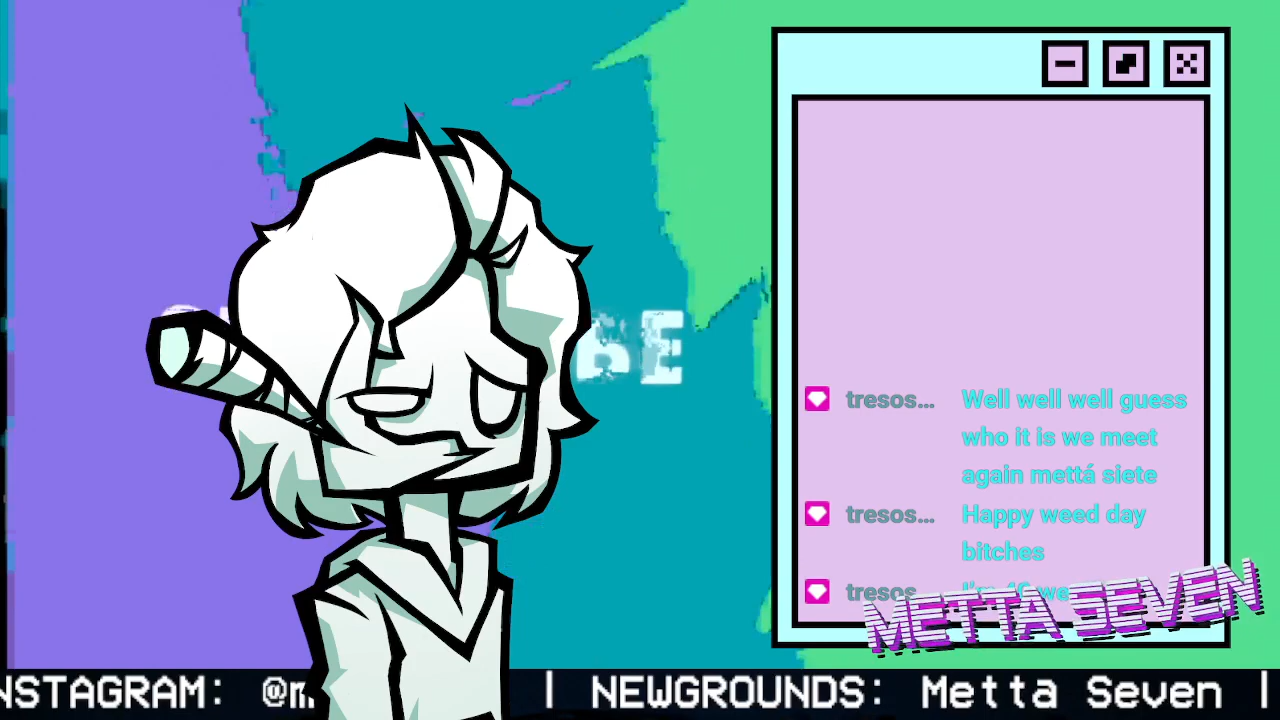 tresos... Well well well guess
who it is we meet
again mettá siete
tresos... Happy weed day
bitches
tresos
METTA SEVEN
NSTAGRAM: @m | NEWGROUNDS: Metta Seven |